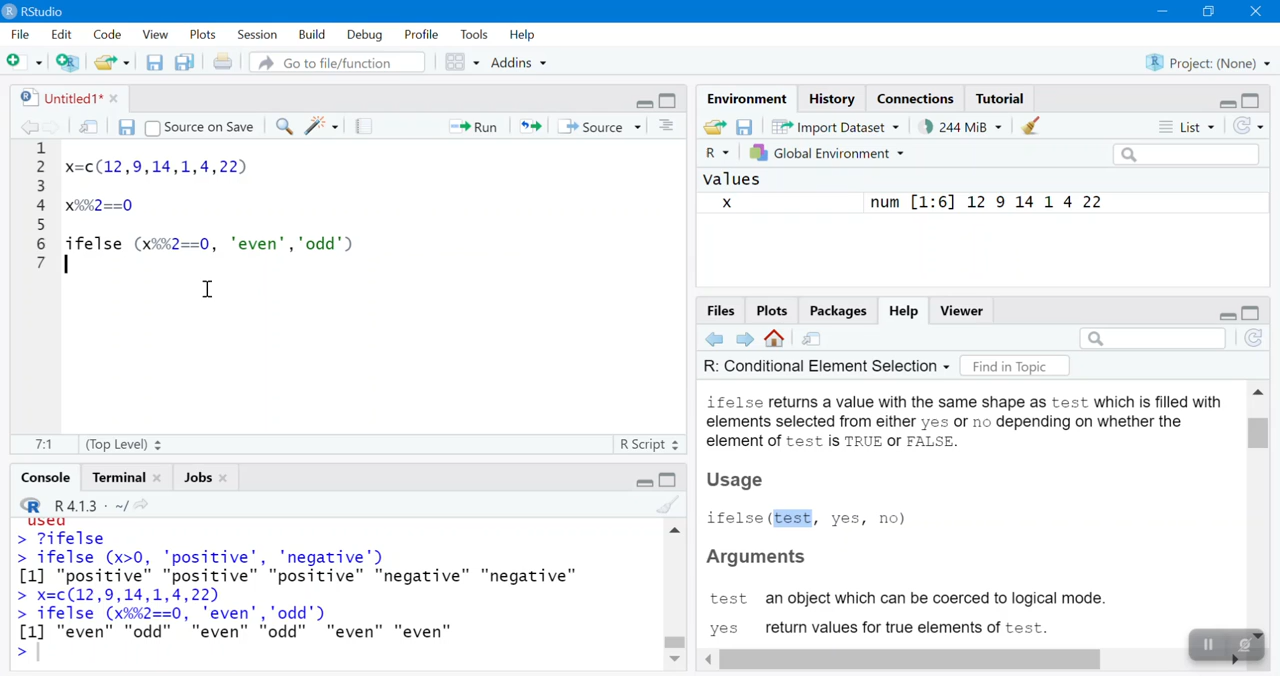 RStudio
File Edit Code View Plots Session Build Debug Profile Tools Help
Go to file/function Addins Project: (None)
Untitled1*
Source on Save Run Source
1
2 x=c(12,9,14,1,4,22)
3
4 x%%2==0
5
6 ifelse (x%%2==0, 'even','odd')
7
7:1 (Top Level) R Script
Console Terminal Jobs
R 4.1.3 · ~/
used
> ?ifelse
> ifelse (x>0, 'positive', 'negative')
[1] "positive" "positive" "positive" "negative" "negative"
> x=c(12,9,14,1,4,22)
> ifelse (x%%2==0, 'even','odd')
[1] "even" "odd" "even" "odd" "even" "even"
>
Environment History Connections Tutorial
Import Dataset 244 MiB List
R Global Environment
Values
x num [1:6] 12 9 14 1 4 22
Files Plots Packages Help Viewer
R: Conditional Element Selection Find in Topic
ifelse returns a value with the same shape as test which is filled with
elements selected from either yes or no depending on whether the
element of test is TRUE or FALSE.
Usage
ifelse(test, yes, no)
Arguments
test an object which can be coerced to logical mode.
yes return values for true elements of test.